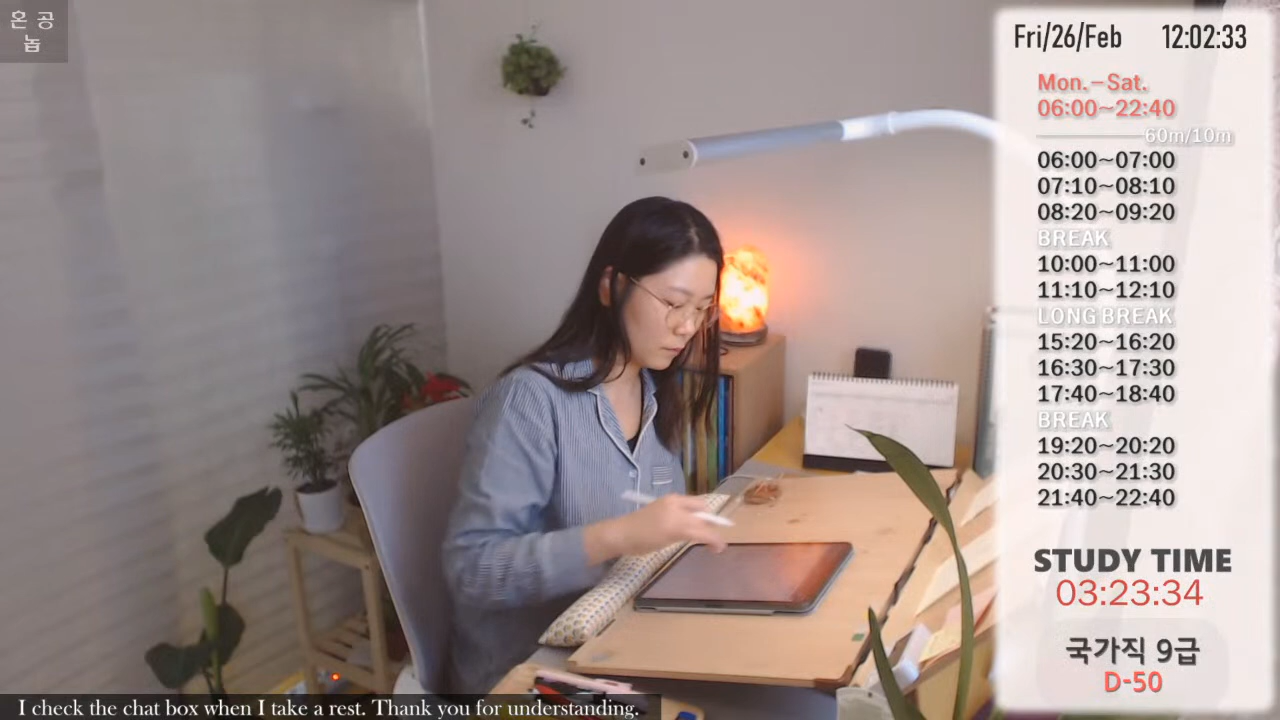 혼 공
놉
Fri/26/Feb 12:02:33
Mon.-Sat.
06:00~22:40
60m/10m
06:00~07:00
07:10~08:10
08:20~09:20
BREAK
10:00~11:00
11:10~12:10
LONG BREAK
15:20~16:20
16:30~17:30
17:40~18:40
BREAK
19:20~20:20
20:30~21:30
21:40~22:40
STUDY TIME
03:23:34
국가직 9급
D-50
I check the chat box when I take a rest. Thank you for understanding.